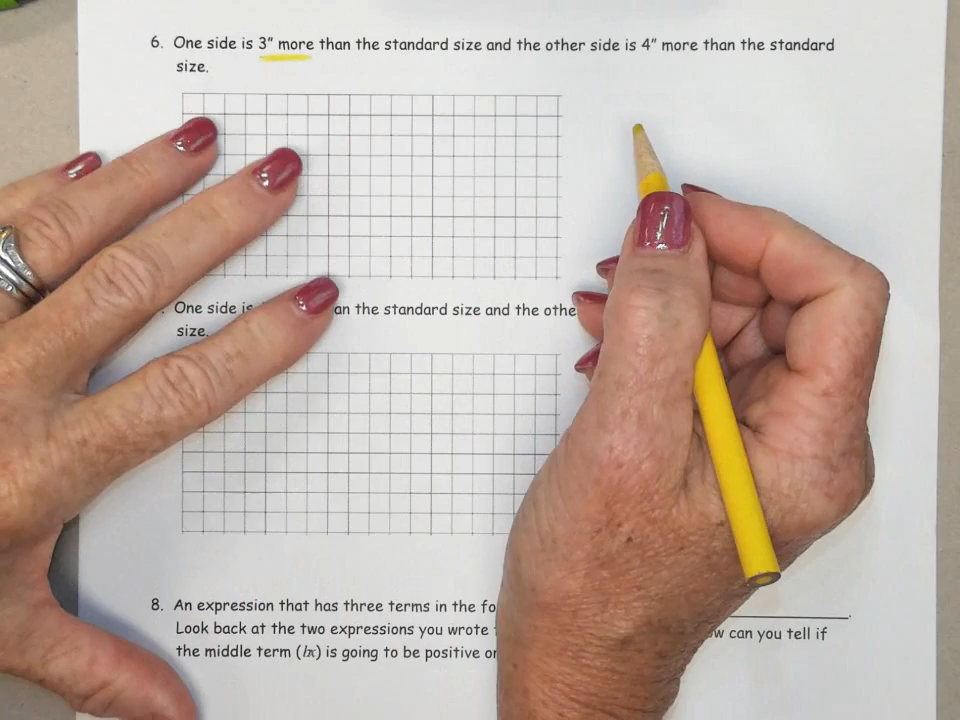 6. One side is 3" more than the standard size and the other side is 4" more than the standard
size.
One side is an the standard size and the othe
size.
8. An expression that has three terms in the fo
Look back at the two expressions you wrote
the middle term (bx) is going to be positive or
w can you tell if